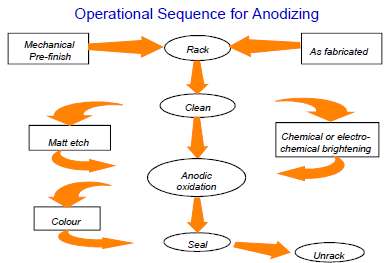 Operational Sequence for Anodizing
Mechanical
Pre-finish
Rack
As fabricated
Clean
Matt etch
Chemical or electro-
chemical brightening
Anodic
oxidation
Colour
Seal
Unrack